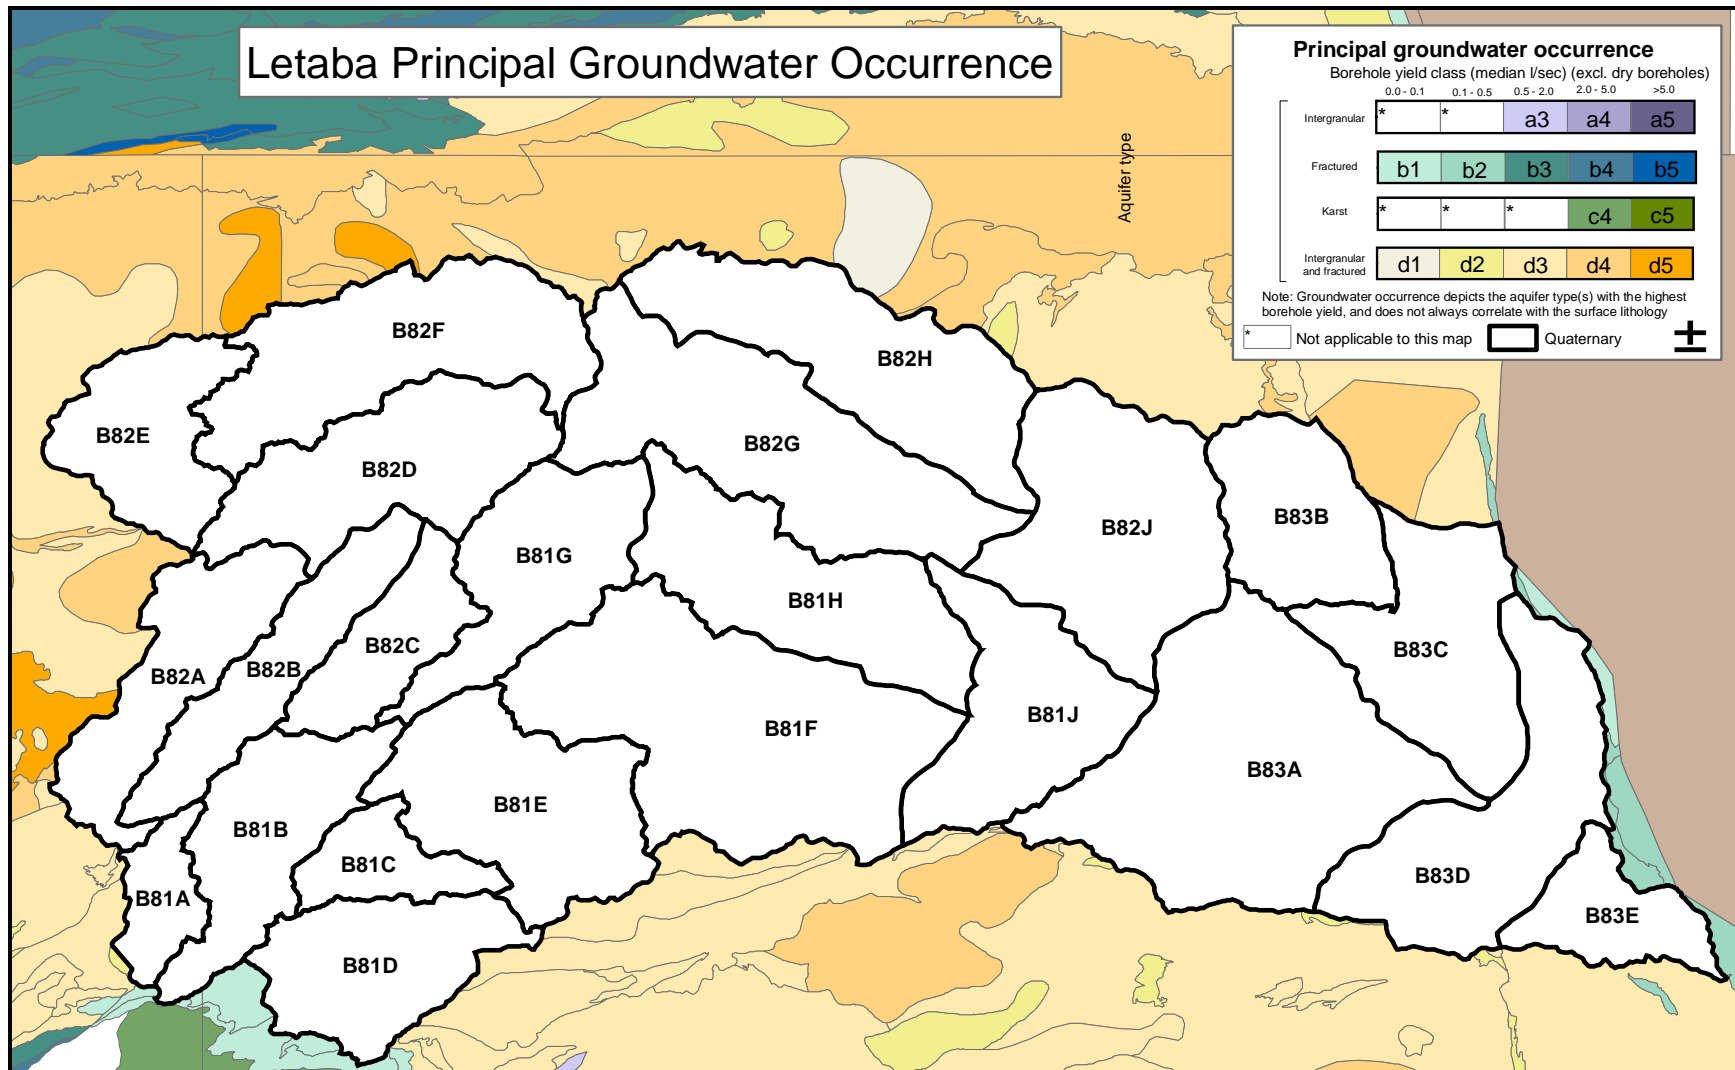 Letaba Principal Groundwater Occurrence
Principal groundwater occurrence
Borehole yield class (median l/sec) (excl. dry boreholes)
0.0 - 0.1 0.1 - 0.5 0.5 - 2.0 2.0 - 5.0 >5.0
Aquifer type
Intergranular * * a3 a4 a5
Fractured b1 b2 b3 b4 b5
Karst * * * c4 c5
Intergranular
and fractured d1 d2 d3 d4 d5
Note: Groundwater occurrence depicts the aquifer type(s) with the highest
borehole yield, and does not always correlate with the surface lithology
* Not applicable to this map Quaternary
B82F
B82H
B82E
B82D
B82G
B83B
B82J
B81G
B81H
B82C
B83C
B82B
B82A
B81J
B81F
B83A
B81E
B81B
B81C
B83D
B81A
B83E
B81D